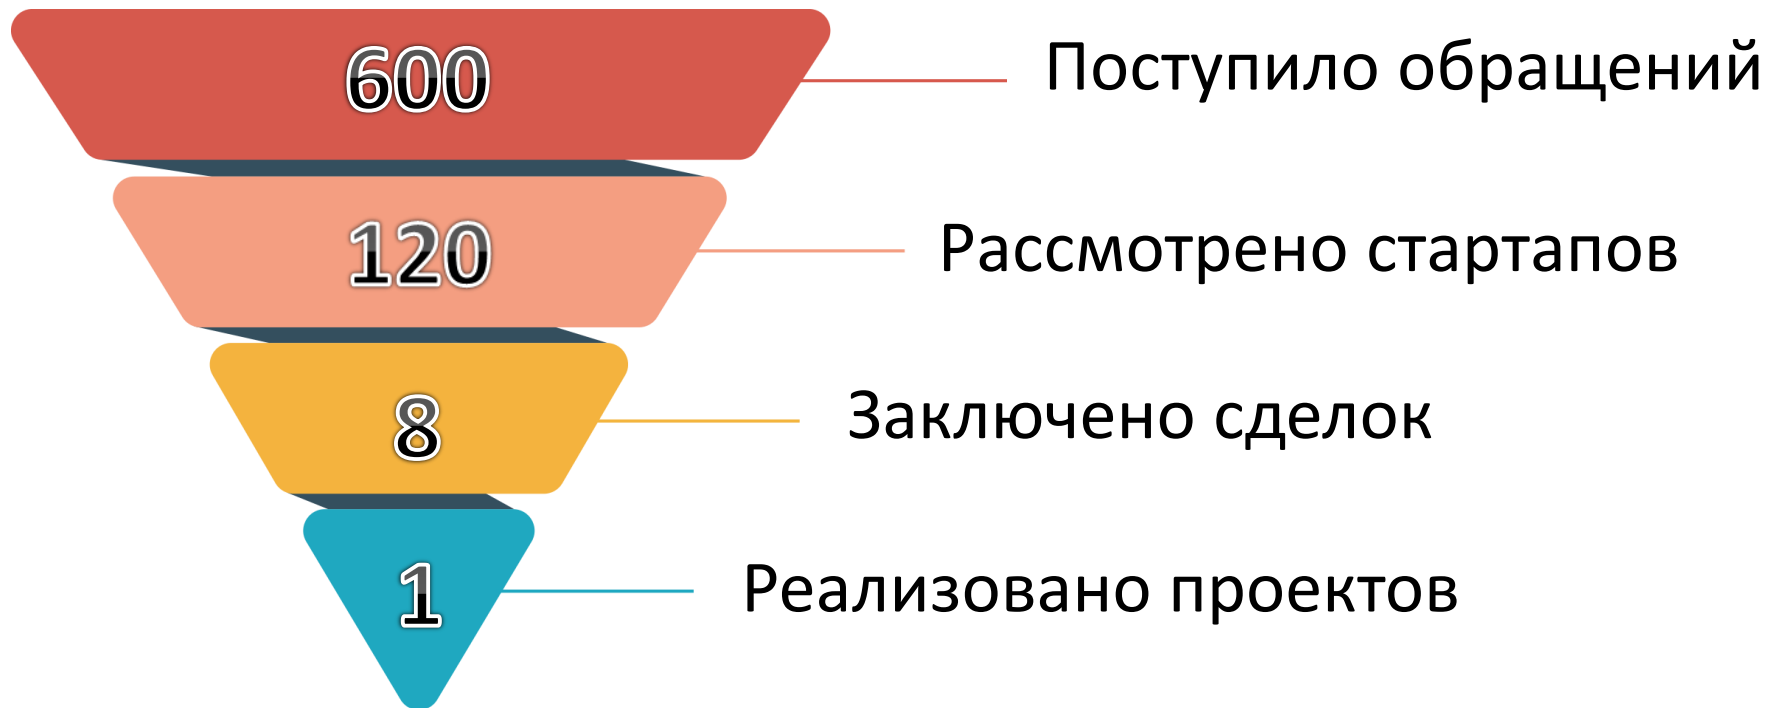 600
Поступило обращений
120
Рассмотрено стартапов
8
Заключено сделок
1
Реализовано проектов